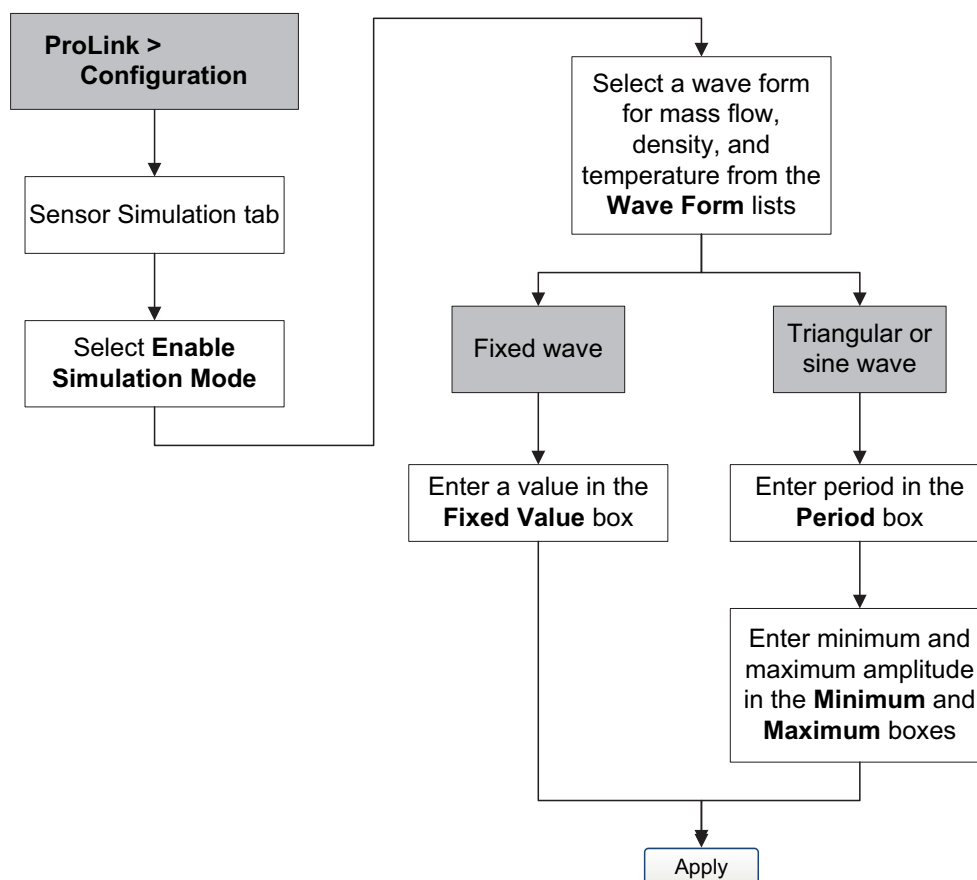 ProLink >
Configuration
Sensor Simulation tab
Select Enable
Simulation Mode
Select a wave form
for mass flow,
density, and
temperature from the
Wave Form lists
Fixed wave
Triangular or
sine wave
Enter a value in the
Fixed Value box
Enter period in the
Period box
Enter minimum and
maximum amplitude
in the Minimum and
Maximum boxes
Apply